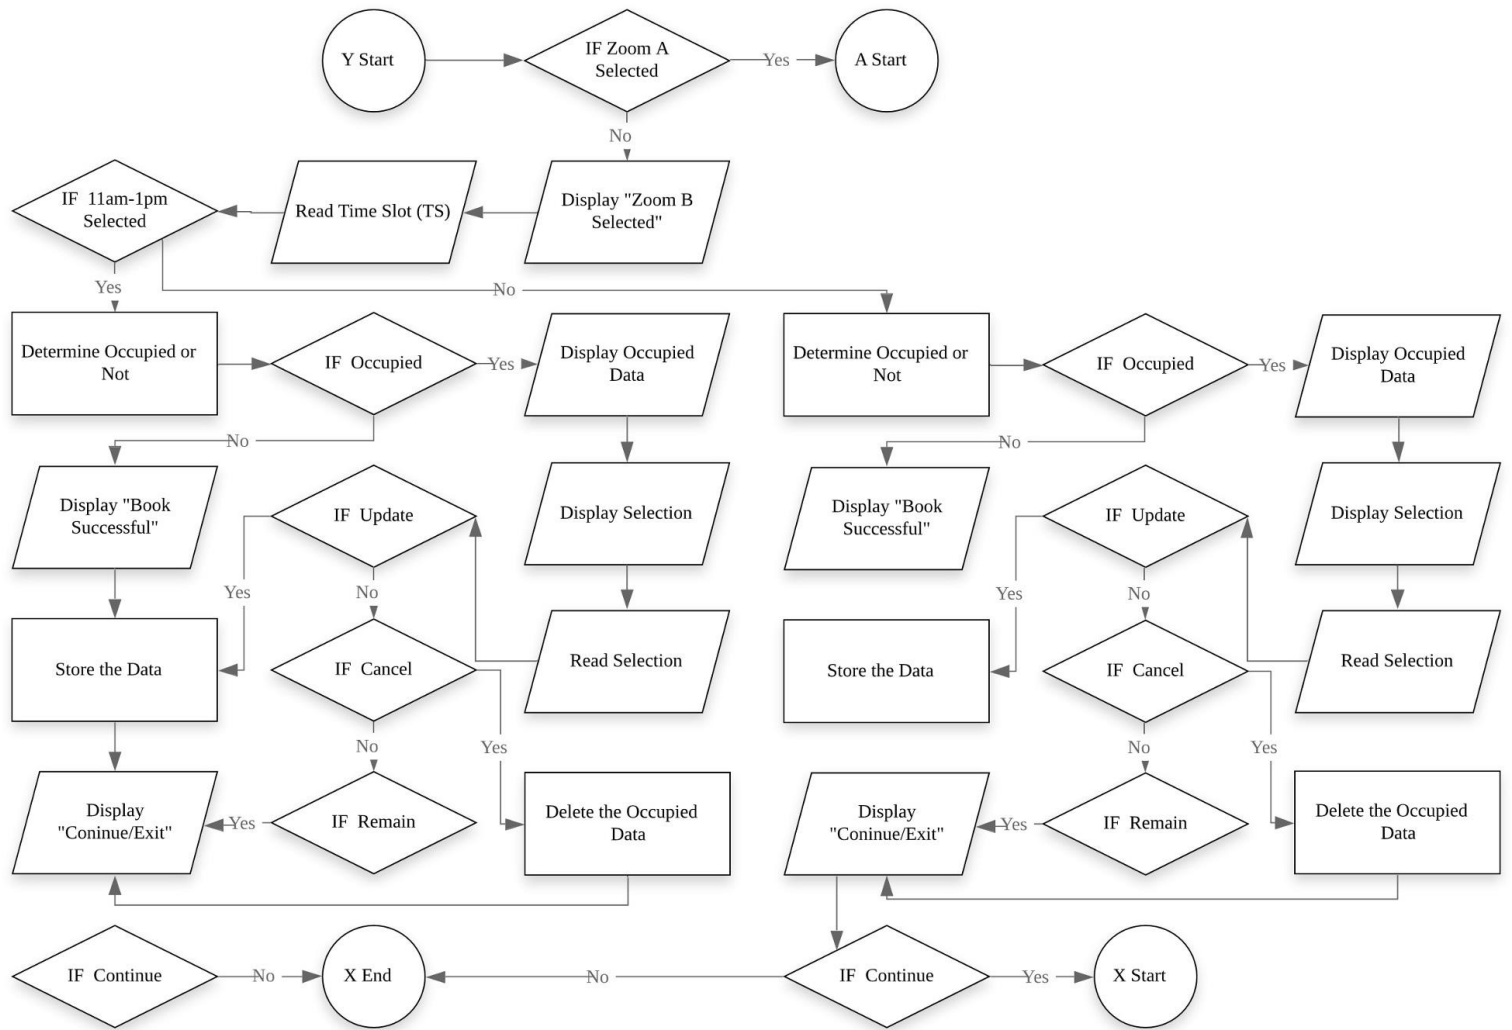 Y Start
IF Zoom A
Selected
Yes
A Start
No
IF 11am-1pm
Selected
Read Time Slot (TS)
Display "Zoom B
Selected"
Yes
No
Determine Occupied or
Not
IF Occupied
Yes
Display Occupied
Data
Determine Occupied or
Not
IF Occupied
Yes
Display Occupied
Data
No
No
Display "Book
Successful"
IF Update
Display Selection
Display "Book
Successful"
IF Update
Display Selection
Yes
No
Yes
No
Store the Data
IF Cancel
Read Selection
Store the Data
IF Cancel
Read Selection
No
Yes
No
Yes
Display
"Coninue/Exit"
Yes
IF Remain
Delete the Occupied
Data
Display
"Coninue/Exit"
Yes
IF Remain
Delete the Occupied
Data
IF Continue
No
X End
No
IF Continue
Yes
X Start